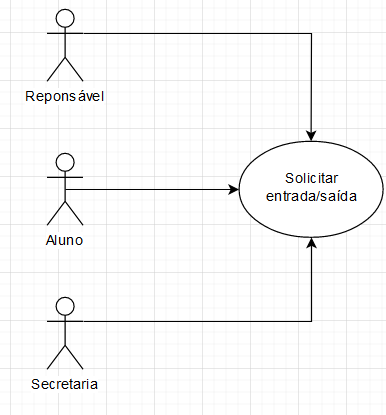 Reponsável
Solicitar
entrada/saída
Aluno
Secretaria